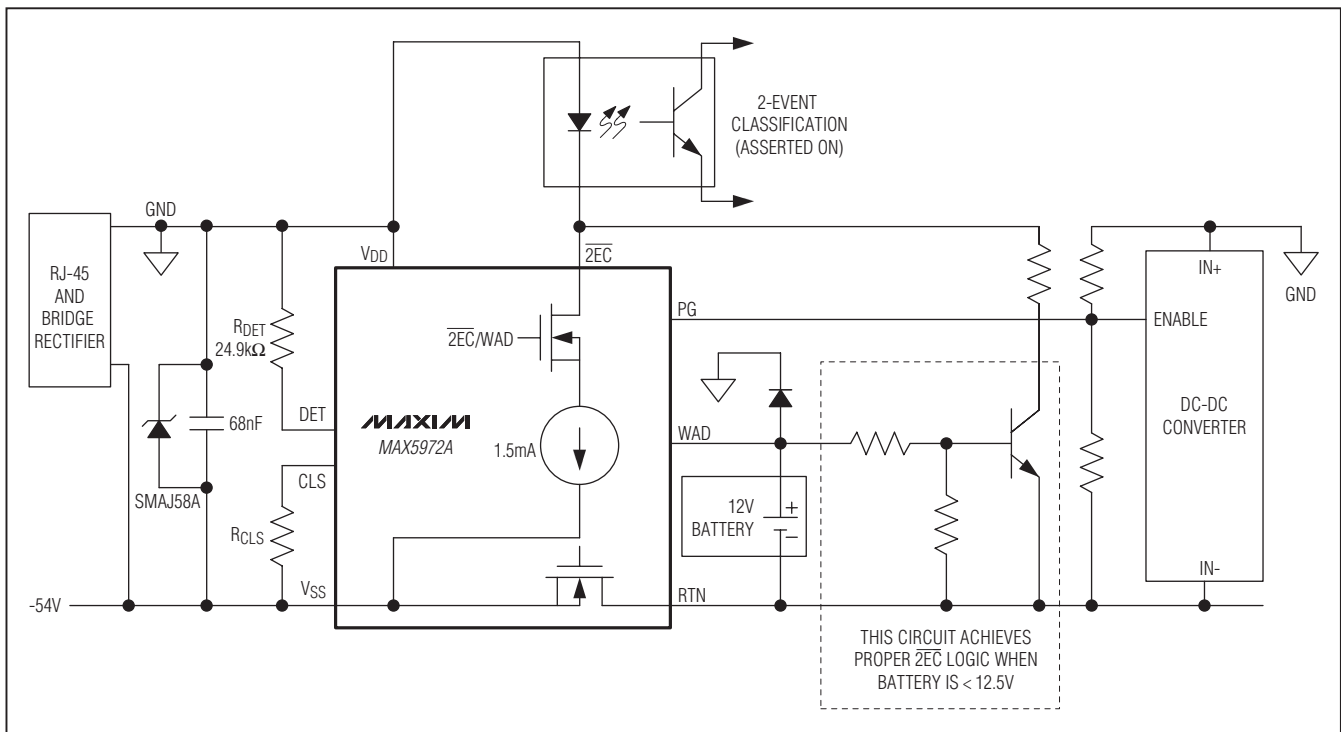 2-EVENT
CLASSIFICATION
(ASSERTED ON)
GND
RJ-45
AND
BRIDGE
RECTIFIER
VDD
2EC
IN+
GND
RDET
24.9kΩ
2EC/WAD
PG
ENABLE
DC-DC
CONVERTER
68nF
DET
MAXIM
MAX5972A
1.5mA
WAD
SMAJ58A
CLS
RCLS
12V
BATTERY
+
−
IN-
-54V
VSS
RTN
THIS CIRCUIT ACHIEVES
PROPER 2EC LOGIC WHEN
BATTERY IS < 12.5V